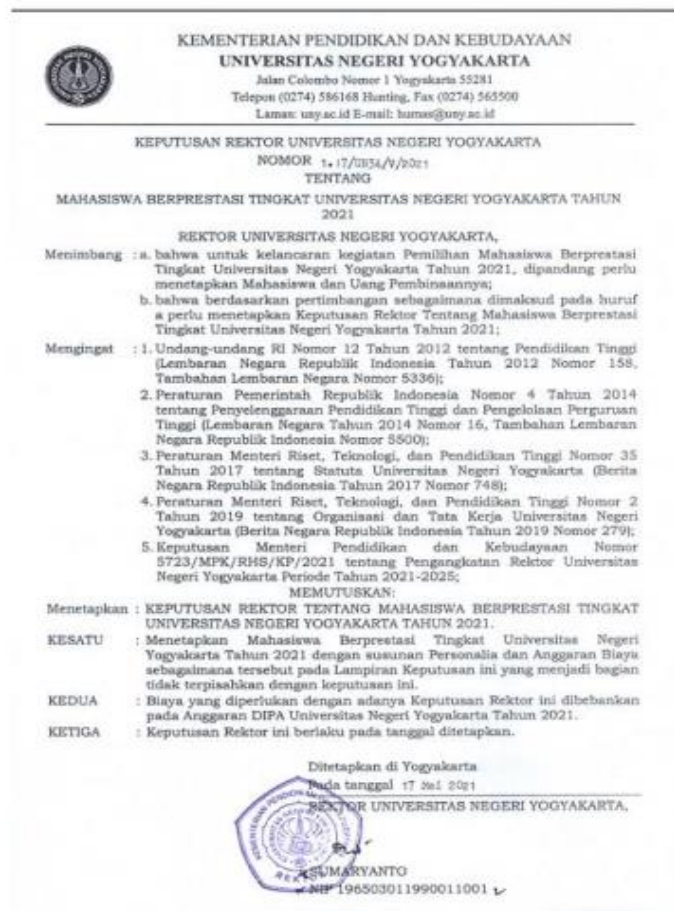 KEMENTERIAN PENDIDIKAN DAN KEBUDAYAAN
UNIVERSITAS NEGERI YOGYAKARTA
Jalan Colombo Nomor 1 Yogyakarta 55281
Telepon (0274) 586168 Hunting, Fax (0274) 565500
Laman: uny.ac.id E-mail: humas@uny.ac.id
KEPUTUSAN REKTOR UNIVERSITAS NEGERI YOGYAKARTA
NOMOR 1.17/UN34/V/2021
TENTANG
MAHASISWA BERPRESTASI TINGKAT UNIVERSITAS NEGERI YOGYAKARTA TAHUN
2021
REKTOR UNIVERSITAS NEGERI YOGYAKARTA,
Menimbang : a. bahwa untuk kelancaran kegiatan Pemilihan Mahasiswa Berprestasi
Tingkat Universitas Negeri Yogyakarta Tahun 2021, dipandang perlu
menetapkan Mahasiswa dan Uang Pembinaannya;
b. bahwa berdasarkan pertimbangan sebagaimana dimaksud pada huruf
a perlu menetapkan Keputusan Rektor Tentang Mahasiswa Berprestasi
Tingkat Universitas Negeri Yogyakarta Tahun 2021;
Mengingat : 1. Undang-undang RI Nomor 12 Tahun 2012 tentang Pendidikan Tinggi
(Lembaran Negara Republik Indonesia Tahun 2012 Nomor 158,
Tambahan Lembaran Negara Nomor 5336);
2. Peraturan Pemerintah Republik Indonesia Nomor 4 Tahun 2014
tentang Penyelenggaraan Pendidikan Tinggi dan Pengelolaan Perguruan
Tinggi (Lembaran Negara Tahun 2014 Nomor 16, Tambahan Lembaran
Negara Republik Indonesia Nomor 5500);
3. Peraturan Menteri Riset, Teknologi, dan Pendidikan Tinggi Nomor 35
Tahun 2017 tentang Statuta Universitas Negeri Yogyakarta (Berita
Negara Republik Indonesia Tahun 2017 Nomor 748);
4. Peraturan Menteri Riset, Teknologi, dan Pendidikan Tinggi Nomor 2
Tahun 2019 tentang Organisasi dan Tata Kerja Universitas Negeri
Yogyakarta (Berita Negara Republik Indonesia Tahun 2019 Nomor 279);
5. Keputusan Menteri Pendidikan dan Kebudayaan Nomor
5723/MPK/RHS/KP/2021 tentang Pengangkatan Rektor Universitas
Negeri Yogyakarta Periode Tahun 2021-2025;
MEMUTUSKAN:
Menetapkan : KEPUTUSAN REKTOR TENTANG MAHASISWA BERPRESTASI TINGKAT
UNIVERSITAS NEGERI YOGYAKARTA TAHUN 2021.
KESATU : Menetapkan Mahasiswa Berprestasi Tingkat Universitas Negeri
Yogyakarta Tahun 2021 dengan susunan Personalia dan Anggaran Biaya
sebagaimana tersebut pada Lampiran Keputusan ini yang menjadi bagian
tidak terpisahkan dengan keputusan ini.
KEDUA : Biaya yang diperlukan dengan adanya Keputusan Rektor ini dibebankan
pada Anggaran DIPA Universitas Negeri Yogyakarta Tahun 2021.
KETIGA : Keputusan Rektor ini berlaku pada tanggal ditetapkan.
Ditetapkan di Yogyakarta
Pada tanggal 17 Mei 2021
REKTOR UNIVERSITAS NEGERI YOGYAKARTA,
SUMARYANTO
NIP 196503011990011001